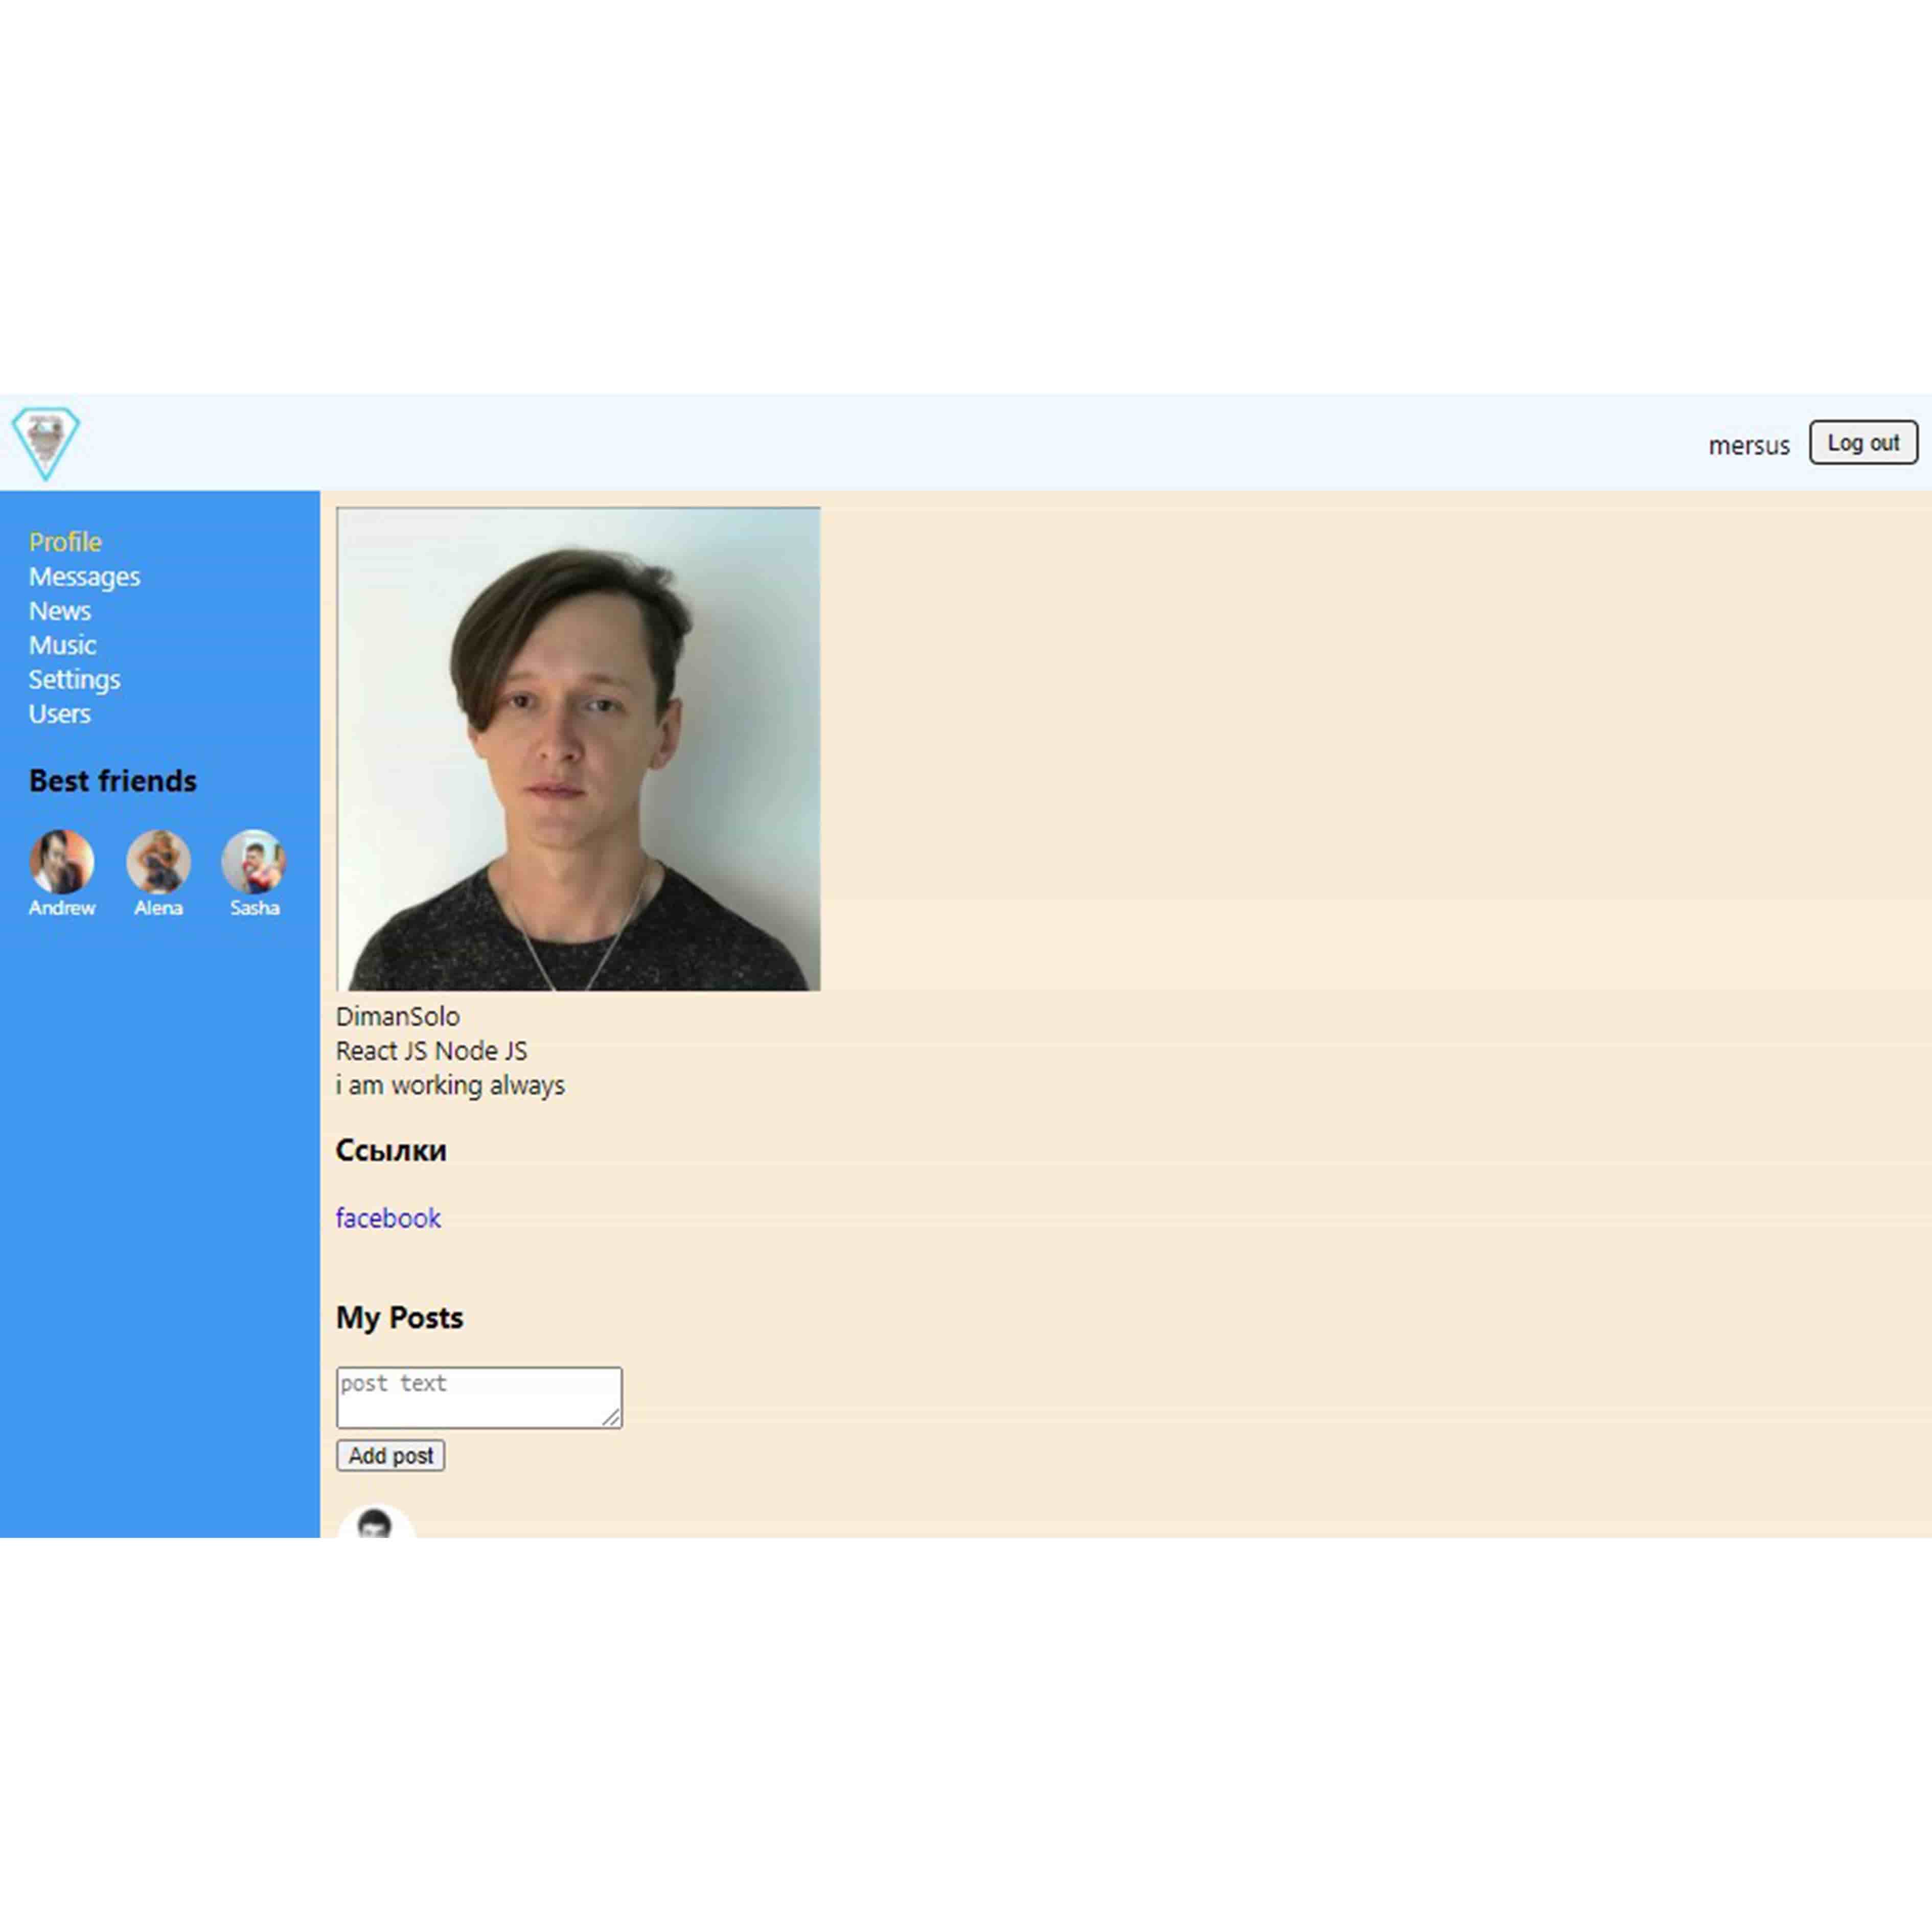 mersus
Log out
Profile
Messages
News
Music
Settings
Users
Best friends
Andrew Alena Sasha
DimanSolo
React JS Node JS
i am working always
Ссылки
facebook
My Posts
post text
Add post